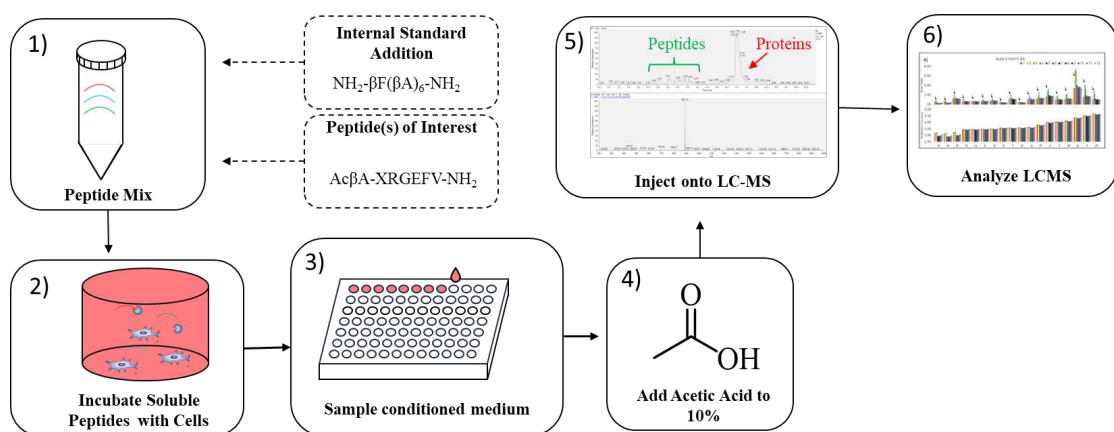 1)
Peptide Mix
Internal Standard
Addition
NH₂-βF(βA)₆-NH₂
Peptide(s) of Interest
AcβA-XRGEFV-NH₂
2)
Incubate Soluble
Peptides with Cells
3)
Sample conditioned medium
4)
O
OH
Add Acetic Acid to
10%
5)
Peptides
Proteins
Inject onto LC-MS
6)
Analyze LCMS